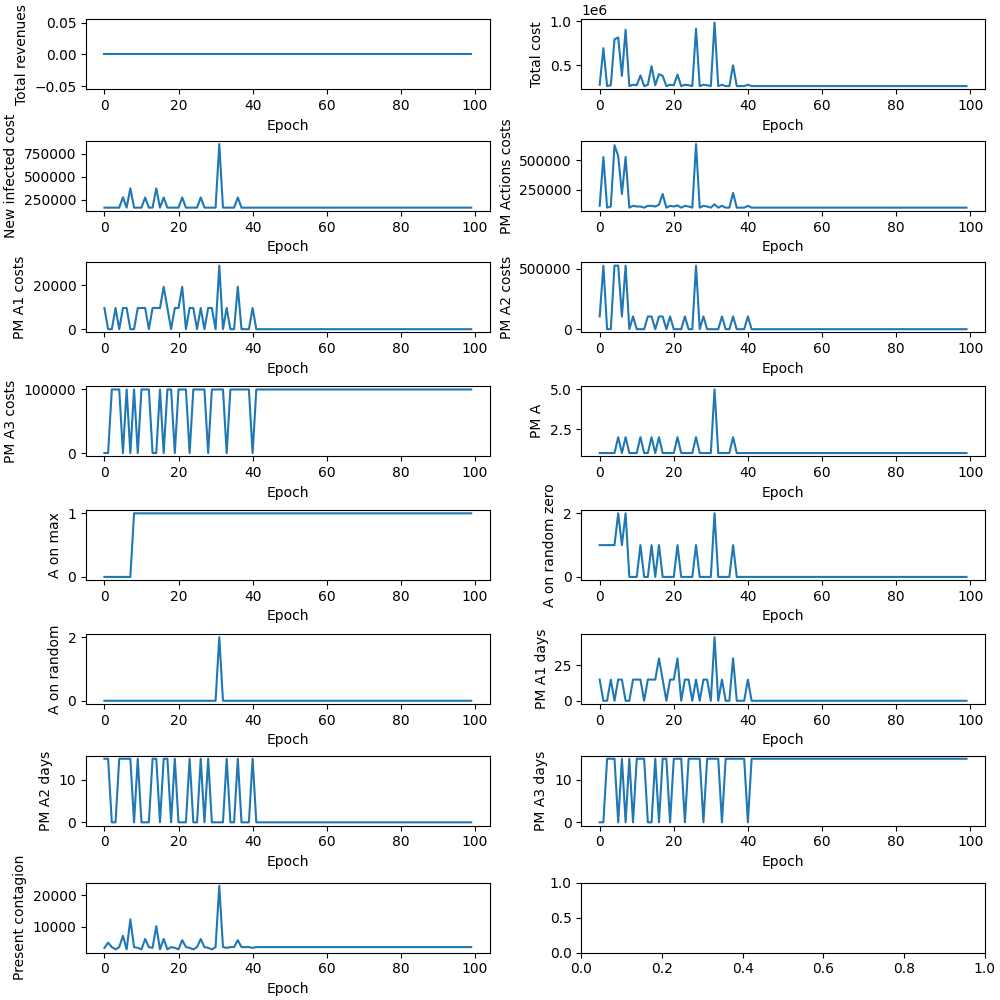 Total revenues
0.05
0.00
−0.05
0 20 40 60 80 100
Epoch
1e6
Total cost
1.0
0.5
0 20 40 60 80 100
Epoch
New infected cost
750000
500000
250000
0 20 40 60 80 100
Epoch
PM Actions costs
500000
250000
0 20 40 60 80 100
Epoch
PM A1 costs
20000
0
0 20 40 60 80 100
Epoch
PM A2 costs
500000
0
0 20 40 60 80 100
Epoch
PM A3 costs
100000
0
0 20 40 60 80 100
Epoch
PM A
5.0
2.5
0 20 40 60 80 100
Epoch
A on max
1
0
0 20 40 60 80 100
Epoch
A on random zero
2
0
0 20 40 60 80 100
Epoch
A on random
2
0
0 20 40 60 80 100
Epoch
PM A1 days
25
0
0 20 40 60 80 100
Epoch
PM A2 days
10
0
0 20 40 60 80 100
Epoch
PM A3 days
10
0
0 20 40 60 80 100
Epoch
Present contagion
20000
10000
0 20 40 60 80 100
Epoch
1.0
0.5
0.0
0.0 0.2 0.4 0.6 0.8 1.0